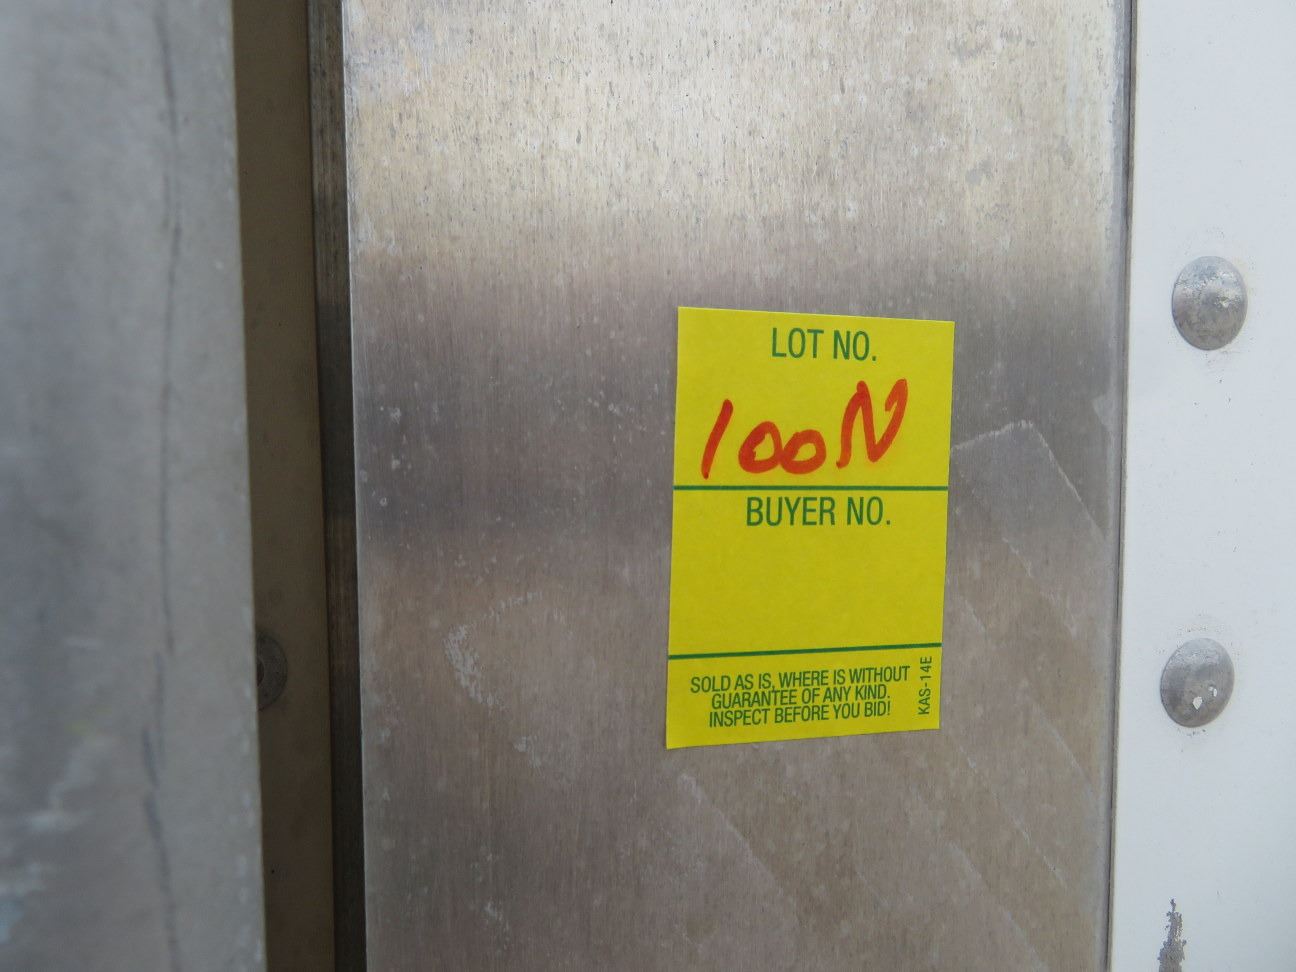 LOT NO.
100N
BUYER NO.
SOLD AS IS, WHERE IS WITHOUT
GUARANTEE OF ANY KIND.
INSPECT BEFORE YOU BID!
KAS-14E